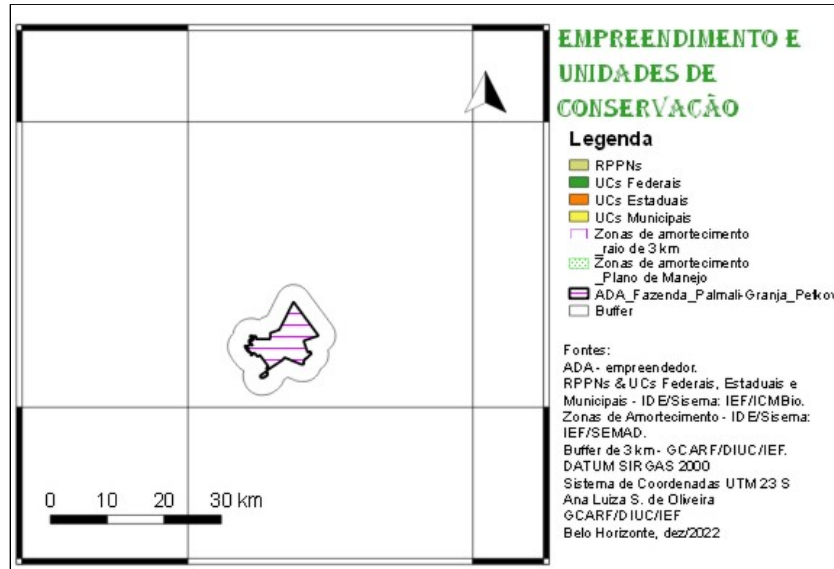 EMPREENDIMENTO E
UNIDADES DE
CONSERVAÇÃO
Legenda
RPPNs
UCs Federais
UCs Estaduais
UCs Municipais
Zonas de amortecimento
_raio de 3 km
Zonas de amortecimento
_Plano de Manejo
ADA_Fazenda_Palmali-Granja_Petkov
Buffer
Fontes:
ADA - empreendedor.
RPPNs & UCs Federais, Estaduais e
Municipais - IDE/Sisema: IEF/ICMBio.
Zonas de Amortecimento - IDE/Sisema:
IEF/SEMAD.
Buffer de 3 km - GCARF/DIUC/IEF.
DATUM SIRGAS 2000
Sistema de Coordenadas UTM 23 S
Ana Luiza S. de Oliveira
GCARF/DIUC/IEF
Belo Horizonte, dez/2022
0 10 20 30 km